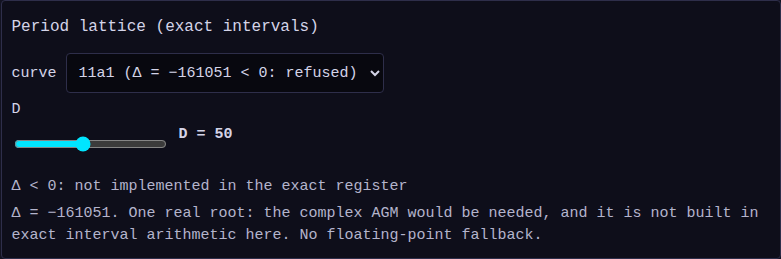 Period lattice (exact intervals)
curve 11a1 (Δ = −161051 < 0: refused)
D
D = 50
Δ < 0: not implemented in the exact register
Δ = −161051. One real root: the complex AGM would be needed, and it is not built in
exact interval arithmetic here. No floating-point fallback.